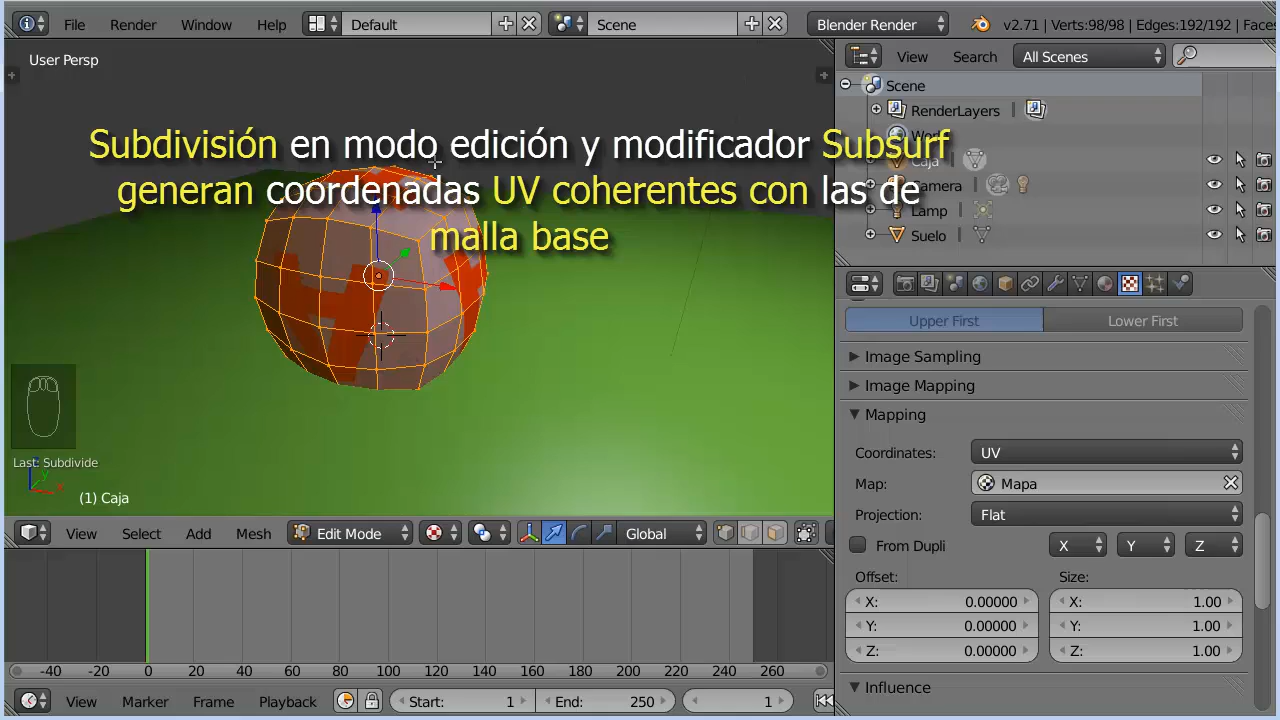 File Render Window Help Default Scene Blender Render v2.71 | Verts:98/98 | Edges:192/192 | Faces
User Persp
View Search All Scenes
Scene
RenderLayers
Subdivisión en modo edición y modificador Subsurf
generan coordenadas UV coherentes con las de
malla base
Caja
Camera
Lamp
Suelo
Upper First Lower First
Image Sampling
Image Mapping
Mapping
Coordinates: UV
Map: Mapa
Projection: Flat
From Dupli X Y Z
Offset: Size:
X: 0.00000 X: 1.00
Y: 0.00000 Y: 1.00
Z: 0.00000 Z: 1.00
Influence
Last: Subdivide
(1) Caja
View Select Add Mesh Edit Mode Global
-40 -20 0 20 40 60 80 100 120 140 160 180 200 220 240 260
View Marker Frame Playback Start: 1 End: 250 1